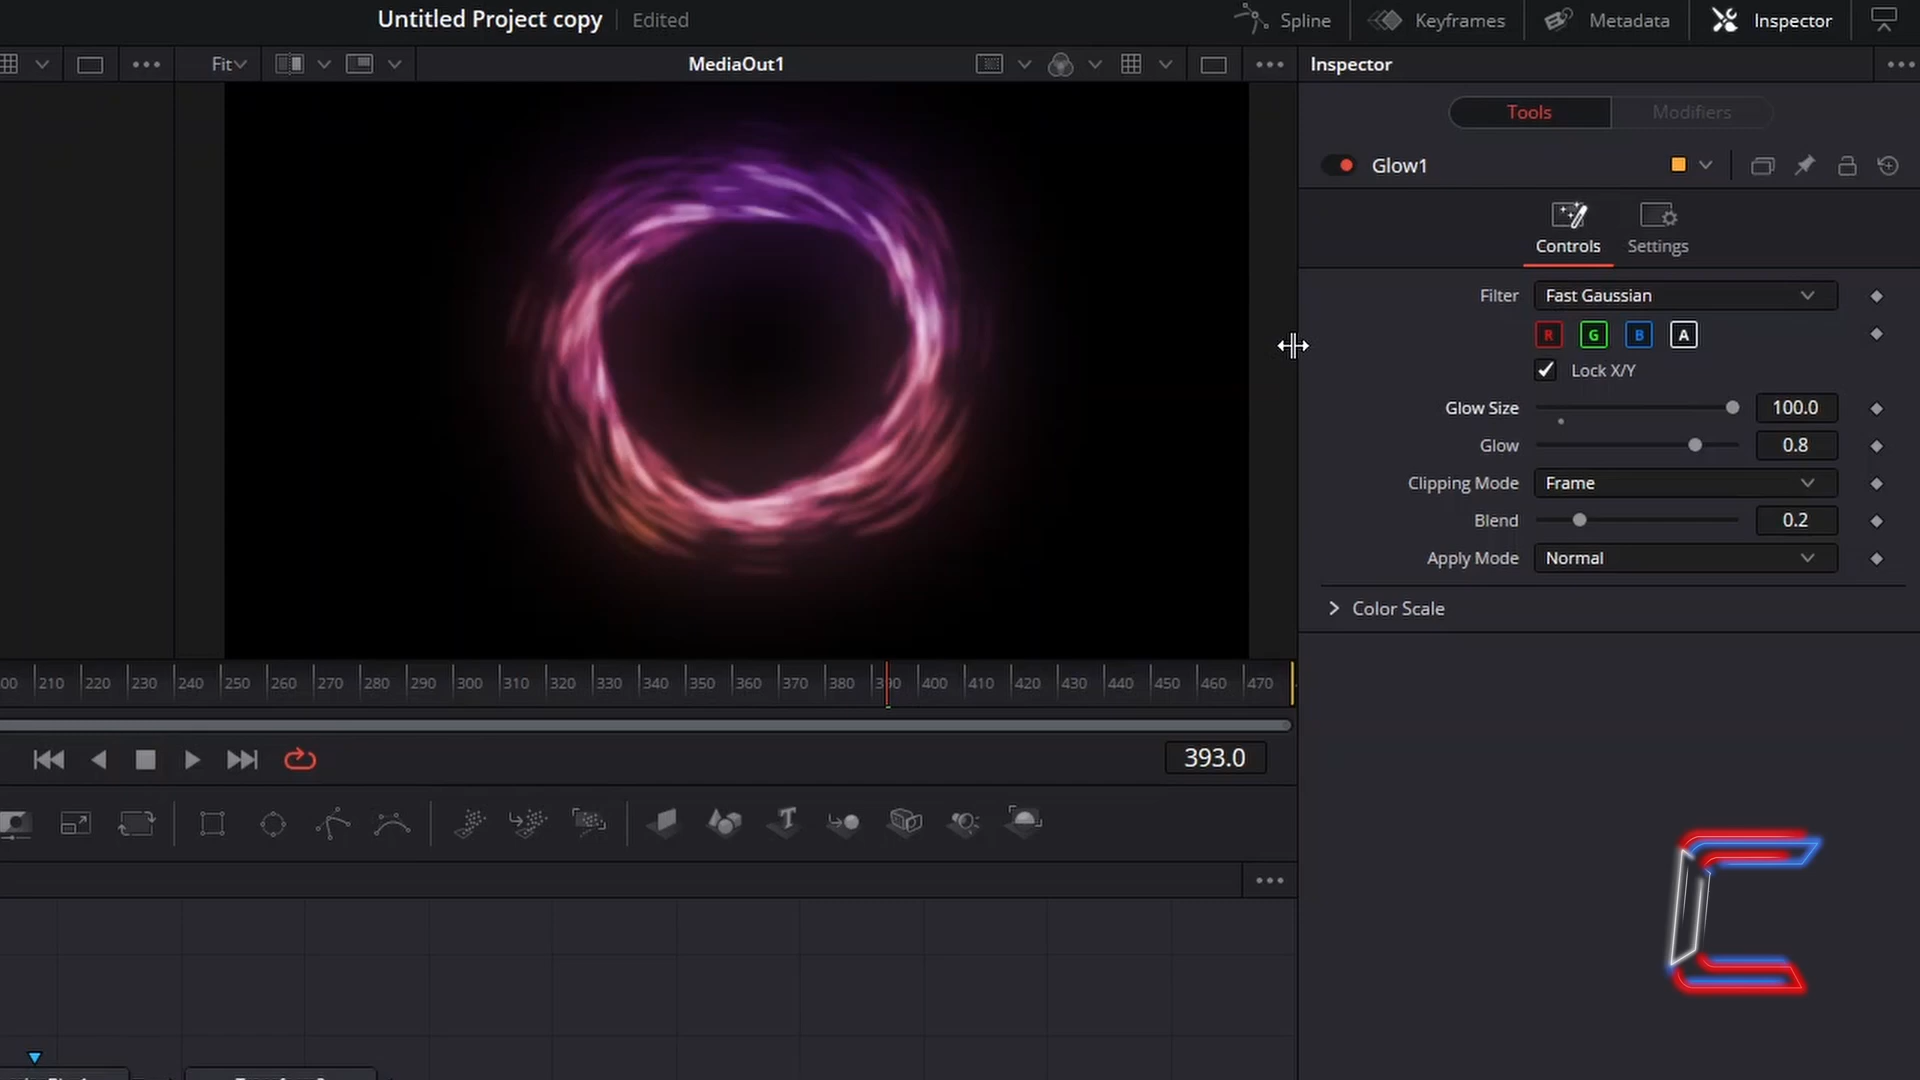 Untitled Project copy Edited Spline Keyframes Metadata Inspector
Fit MediaOut1 Inspector
Tools Modifiers
Glow1
Controls Settings
Filter Fast Gaussian
R G B A
Lock X/Y
Glow Size 100.0
Glow 0.8
Clipping Mode Frame
Blend 0.2
Apply Mode Normal
Color Scale
00 210 220 230 240 250 260 270 280 290 300 310 320 330 340 350 360 370 380 390 400 410 420 430 440 450 460 470
393.0
T